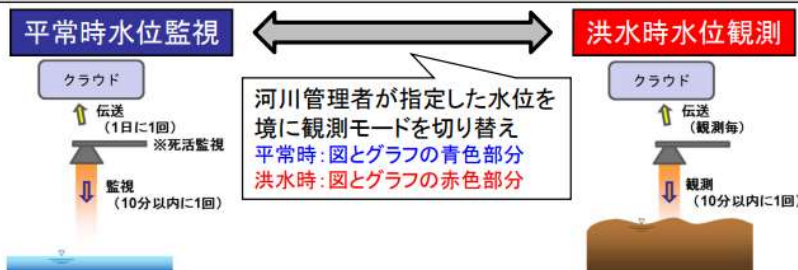 平常時水位監視
洪水時水位観測
クラウド
伝送
(1日に1回)
※死活監視
監視
(10分以内に1回)
河川管理者が指定した水位を
境に観測モードを切り替え
平常時:図とグラフの青色部分
洪水時:図とグラフの赤色部分
クラウド
伝送
(観測毎)
観測
(10分以内に1回)